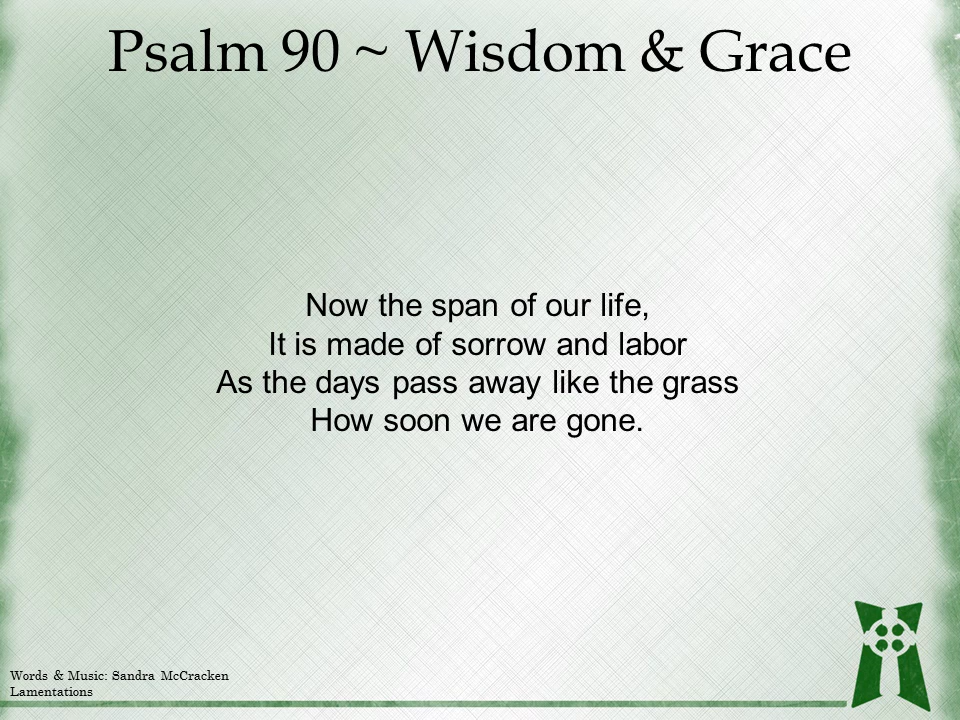 Psalm 90 ~ Wisdom & Grace
Now the span of our life,
It is made of sorrow and labor
As the days pass away like the grass
How soon we are gone.
Words & Music: Sandra McCracken
Lamentations